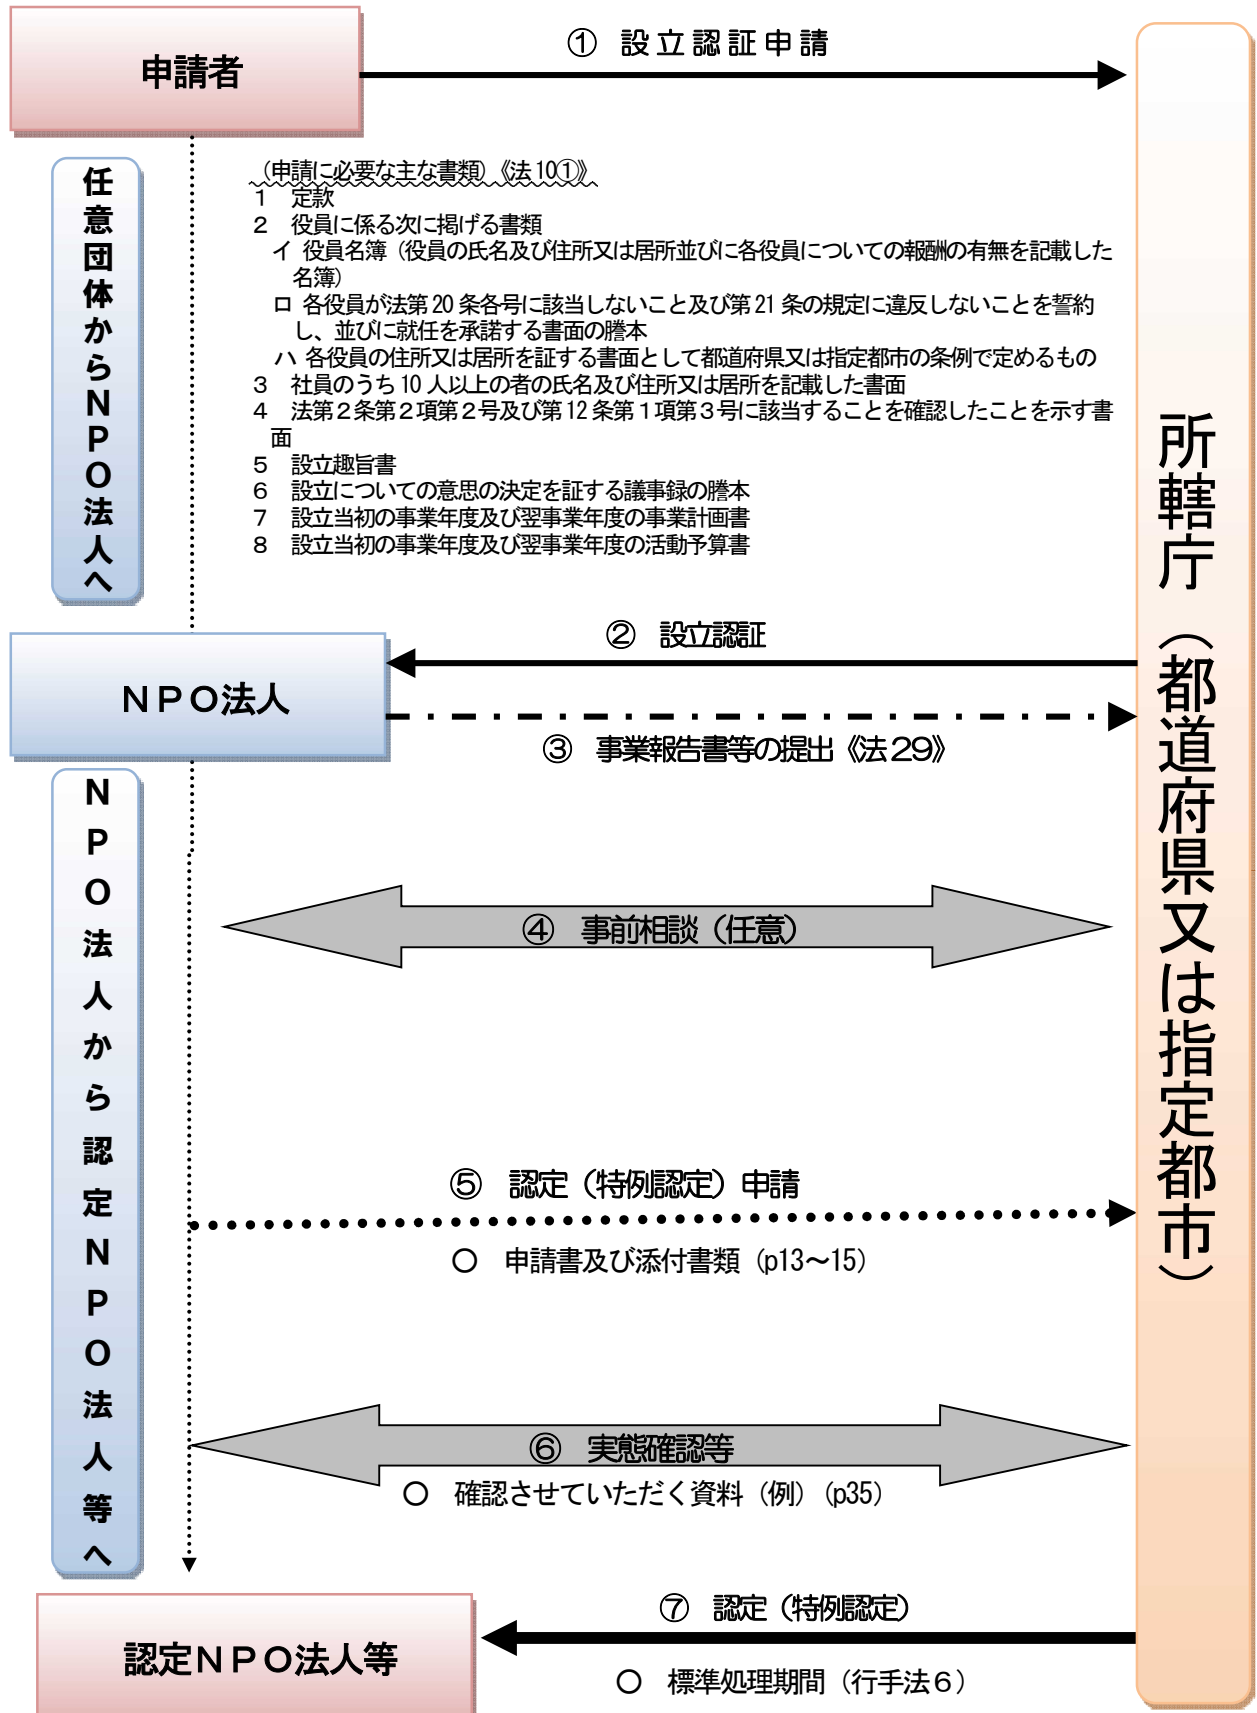 ① 設立認証申請
申請者
任意団体からNPO法人へ
(申請に必要な主な書類)《法10①》
1 定款
2 役員に係る次に掲げる書類
イ 役員名簿(役員の氏名及び住所又は居所並びに各役員についての報酬の有無を記載した
名簿)
ロ 各役員が法第20条各号に該当しないこと及び第21条の規定に違反しないことを誓約
し、並びに就任を承諾する書面の謄本
ハ 各役員の住所又は居所を証する書面として都道府県又は指定都市の条例で定めるもの
3 社員のうち10人以上の者の氏名及び住所又は居所を記載した書面
4 法第2条第2項第2号及び第12条第1項第3号に該当することを確認したことを示す書
面
5 設立趣旨書
6 設立についての意思の決定を証する議事録の謄本
7 設立当初の事業年度及び翌事業年度の事業計画書
8 設立当初の事業年度及び翌事業年度の活動予算書
所轄庁(都道府県又は指定都市)
② 設立認証
NPO法人
③ 事業報告書等の提出《法29》
NPO法人から認定NPO法人等へ
④ 事前相談(任意)
⑤ 認定(特例認定)申請
○ 申請書及び添付書類(p13~15)
⑥ 実態確認等
○ 確認させていただく資料(例)(p35)
⑦ 認定(特例認定)
認定NPO法人等
○ 標準処理期間(行手法6)